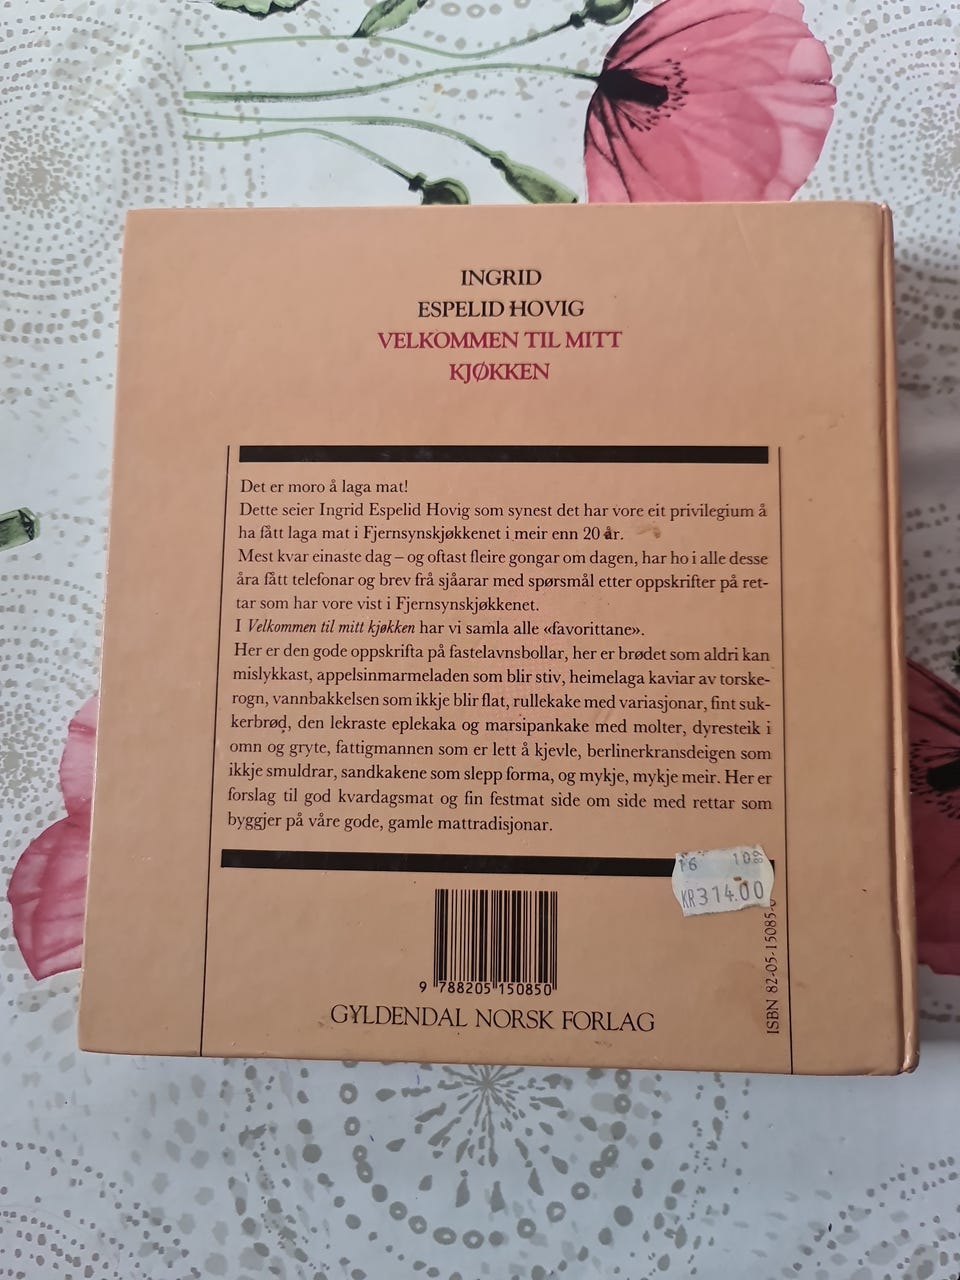 INGRID
ESPELID HOVIG
VELKOMMEN TIL MITT
KJØKKEN
Det er moro å laga mat!
Dette seier Ingrid Espelid Hovig som synest det har vore eit privilegium å
ha fått laga mat i Fjernsynskjøkkenet i meir enn 20 år.
Mest kvar einaste dag – og oftast fleire gongar om dagen, har ho i alle desse
åra fått telefonar og brev frå sjåarar med spørsmål etter oppskrifter på ret-
tar som har vore vist i Fjernsynskjøkkenet.
I Velkommen til mitt kjøkken har vi samla alle «favorittane».
Her er den gode oppskrifta på fastelavnsbollar, her er brødet som aldri kan
mislykkast, appelsinmarmeladen som blir stiv, heimelaga kaviar av torske-
rogn, vannbakkelsen som ikkje blir flat, rullekake med variasjonar, fint suk-
kerbrød, den lekraste eplekaka og marsipankake med molter, dyresteik i
omn og gryte, fattigmannen som er lett å kjevle, berlinerkransdeigen som
ikkje smuldrar, sandkakene som slepp forma, og mykje, mykje meir. Her er
forslag til god kvardagsmat og fin festmat side om side med rettar som
byggjer på våre gode, gamle mattradisjonar.
KR314.00
9 788205 150850
GYLDENDAL NORSK FORLAG
ISBN 82-05-15085-0